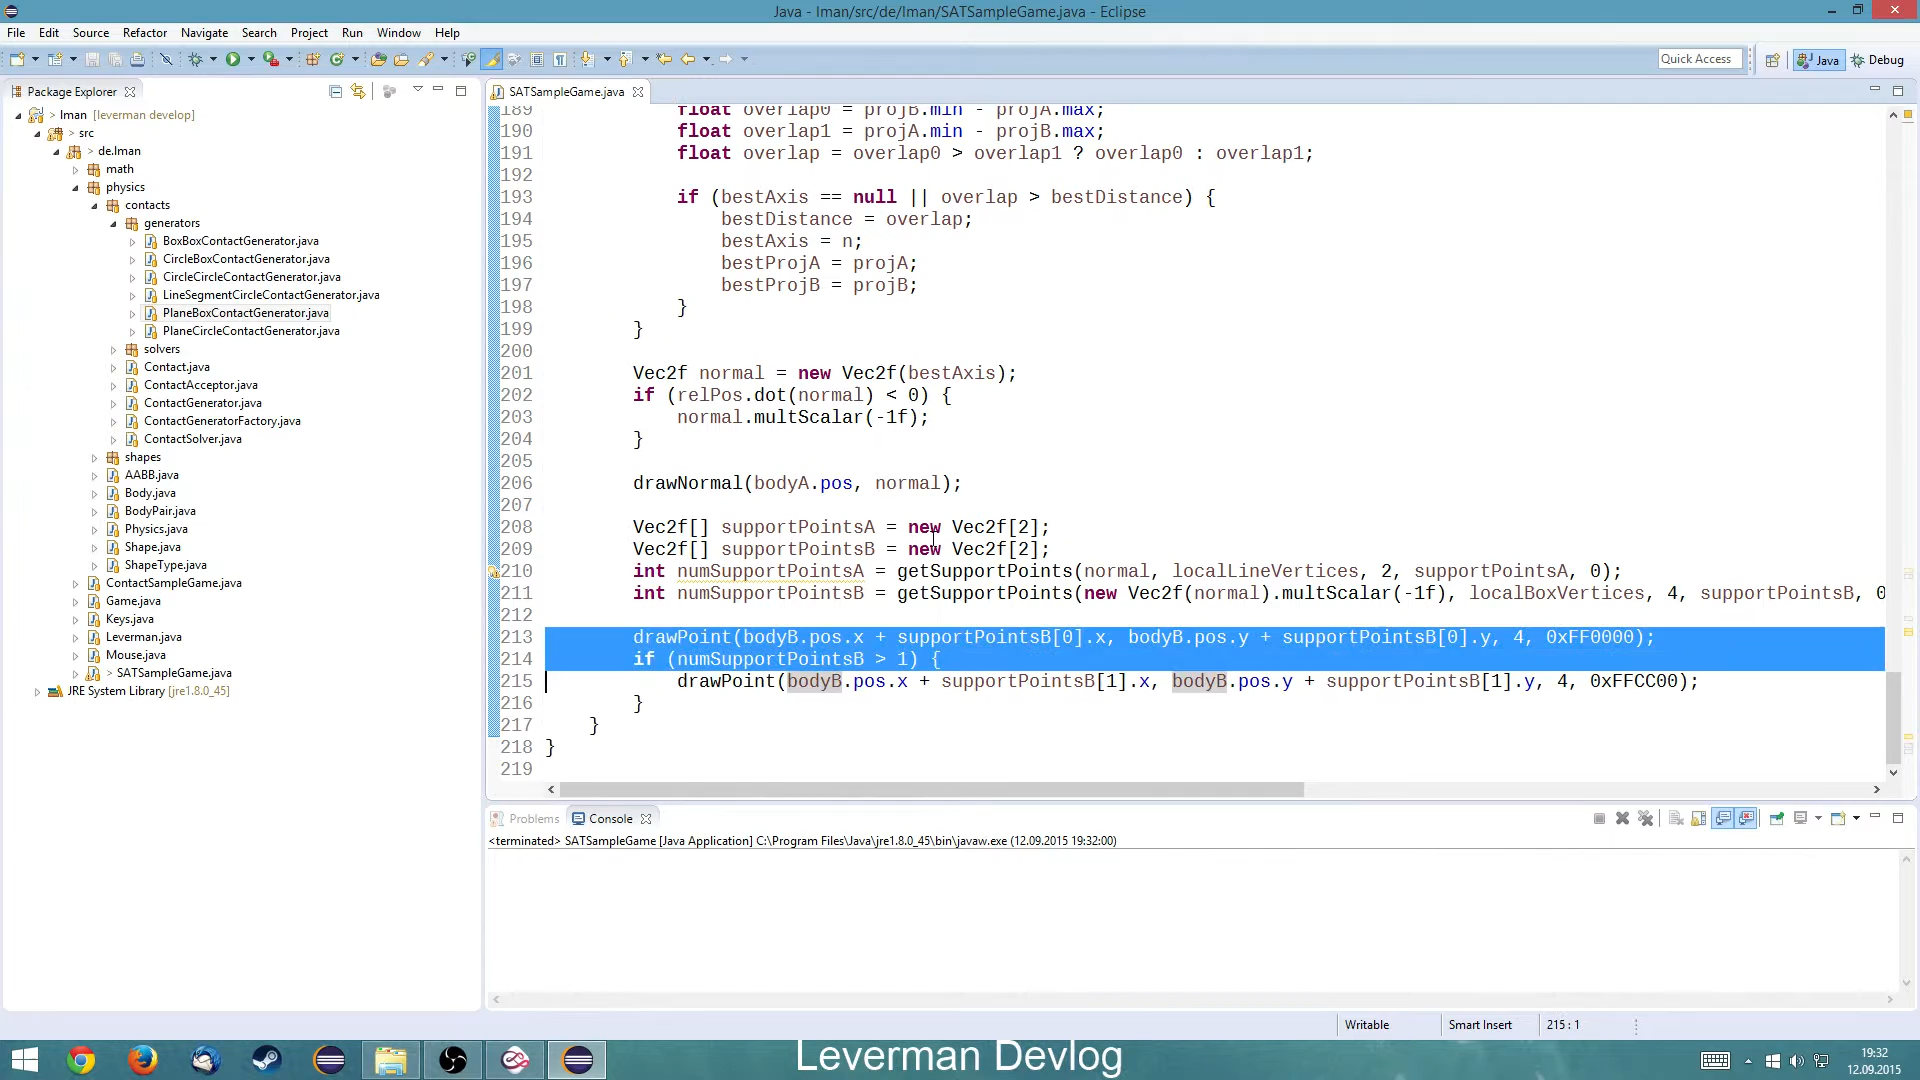 Java - lman/src/de/lman/SATSampleGame.java - Eclipse
File Edit Source Refactor Navigate Search Project Run Window Help
Quick Access Java Debug
Package Explorer
SATSampleGame.java
> lman [leverman develop]
> src
> de.lman
math
physics
contacts
generators
BoxBoxContactGenerator.java
CircleBoxContactGenerator.java
CircleCircleContactGenerator.java
LineSegmentCircleContactGenerator.java
PlaneBoxContactGenerator.java
PlaneCircleContactGenerator.java
solvers
Contact.java
ContactAcceptor.java
ContactGenerator.java
ContactGeneratorFactory.java
ContactSolver.java
shapes
AABB.java
Body.java
BodyPair.java
Physics.java
Shape.java
ShapeType.java
ContactSampleGame.java
Game.java
Keys.java
Leverman.java
Mouse.java
> SATSampleGame.java
JRE System Library [jre1.8.0_45]
189 float overlap0 = projB.min - projA.max;
190 float overlap1 = projA.min - projB.max;
191 float overlap = overlap0 > overlap1 ? overlap0 : overlap1;
192
193 if (bestAxis == null || overlap > bestDistance) {
194 bestDistance = overlap;
195 bestAxis = n;
196 bestProjA = projA;
197 bestProjB = projB;
198 }
199 }
200
201 Vec2f normal = new Vec2f(bestAxis);
202 if (relPos.dot(normal) < 0) {
203 normal.multScalar(-1f);
204 }
205
206 drawNormal(bodyA.pos, normal);
207
208 Vec2f[] supportPointsA = new Vec2f[2];
209 Vec2f[] supportPointsB = new Vec2f[2];
210 int numSupportPointsA = getSupportPoints(normal, localLineVertices, 2, supportPointsA, 0);
211 int numSupportPointsB = getSupportPoints(new Vec2f(normal).multScalar(-1f), localBoxVertices, 4, supportPointsB, 0
212
213 drawPoint(bodyB.pos.x + supportPointsB[0].x, bodyB.pos.y + supportPointsB[0].y, 4, 0xFF0000);
214 if (numSupportPointsB > 1) {
215 drawPoint(bodyB.pos.x + supportPointsB[1].x, bodyB.pos.y + supportPointsB[1].y, 4, 0xFFCC00);
216 }
217 }
218 }
219
Problems Console
<terminated> SATSampleGame [Java Application] C:\Program Files\Java\jre1.8.0_45\bin\javaw.exe (12.09.2015 19:32:00)
Writable Smart Insert 215 : 1
Leverman Devlog
19:32
12.09.2015